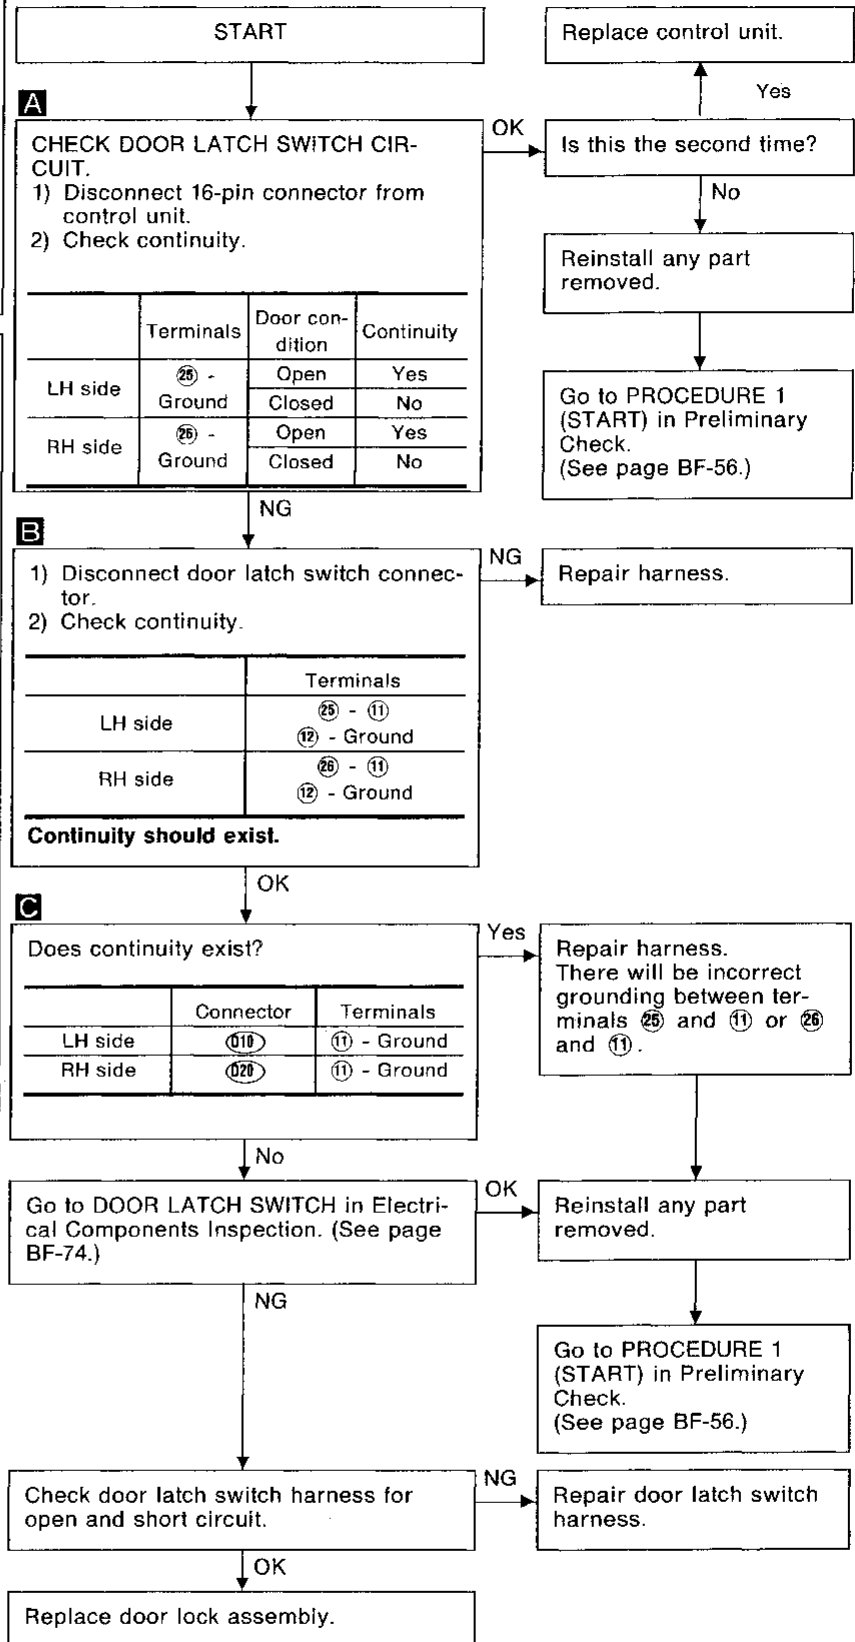 START
Replace control unit.
Yes
A
CHECK DOOR LATCH SWITCH CIR-
CUIT.
1) Disconnect 16-pin connector from
control unit.
2) Check continuity.
OK
Is this the second time?
No
Reinstall any part
removed.
Terminals Door con-
dition Continuity
LH side ㉕ - Open Yes
Ground Closed No
RH side ㉖ - Open Yes
Ground Closed No
Go to PROCEDURE 1
(START) in Preliminary
Check.
(See page BF-56.)
NG
B
1) Disconnect door latch switch connec-
tor.
2) Check continuity.
NG
Repair harness.
Terminals
LH side ㉕ - ⑪
⑫ - Ground
RH side ㉖ - ⑪
⑫ - Ground
Continuity should exist.
OK
C
Does continuity exist?
Yes
Repair harness.
There will be incorrect
grounding between ter-
minals ㉕ and ⑪ or ㉖
and ⑪.
Connector Terminals
LH side D10 ⑪ - Ground
RH side D20 ⑪ - Ground
No
Go to DOOR LATCH SWITCH in Electri-
cal Components Inspection. (See page
BF-74.)
OK
Reinstall any part
removed.
NG
Go to PROCEDURE 1
(START) in Preliminary
Check.
(See page BF-56.)
Check door latch switch harness for
open and short circuit.
NG
Repair door latch switch
harness.
OK
Replace door lock assembly.